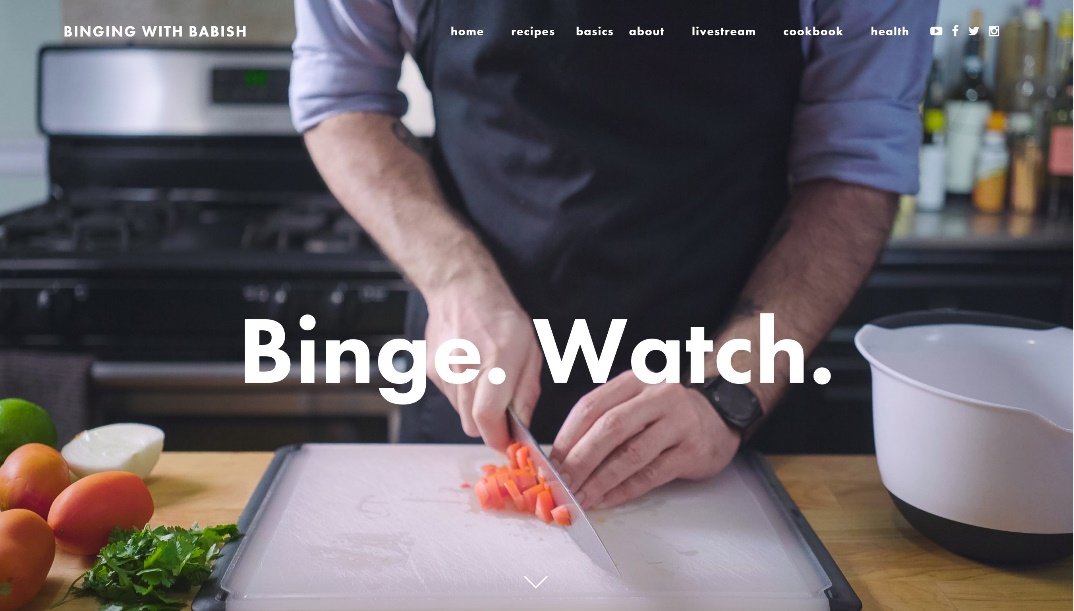 BINGING WITH BABISH
home recipes basics about livestream cookbook health
Binge. Watch.